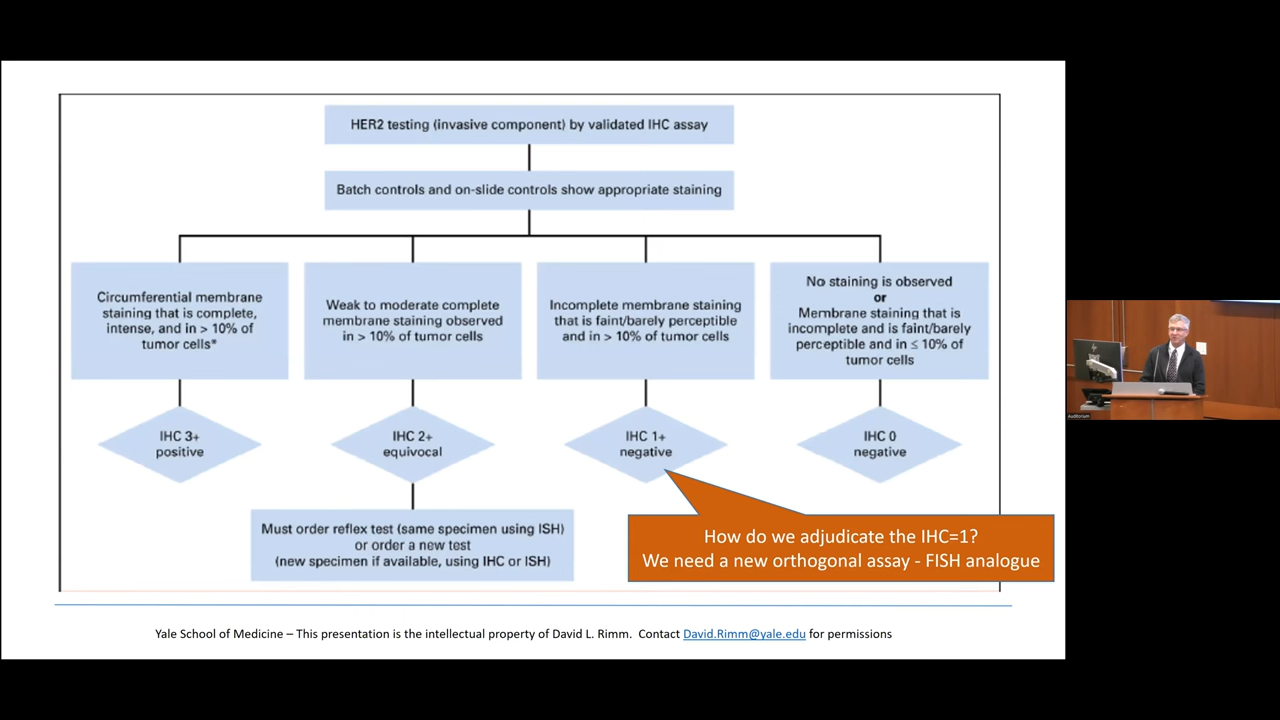 HER2 testing (invasive component) by validated IHC assay
Batch controls and on-slide controls show appropriate staining
Circumferential membrane
staining that is complete,
intense, and in > 10% of
tumor cells*
Weak to moderate complete
membrane staining observed
in > 10% of tumor cells
Incomplete membrane staining
that is faint/barely perceptible
and in > 10% of tumor cells
No staining is observed
or
Membrane staining that is
incomplete and is faint/barely
perceptible and in ≤ 10% of
tumor cells
IHC 3+
positive
IHC 2+
equivocal
IHC 1+
negative
IHC 0
negative
Must order reflex test (same specimen using ISH)
or order a new test
(new specimen if available, using IHC or ISH)
How do we adjudicate the IHC=1?
We need a new orthogonal assay - FISH analogue
Yale School of Medicine – This presentation is the intellectual property of David L. Rimm.  Contact David.Rimm@yale.edu for permissions
Auditorium